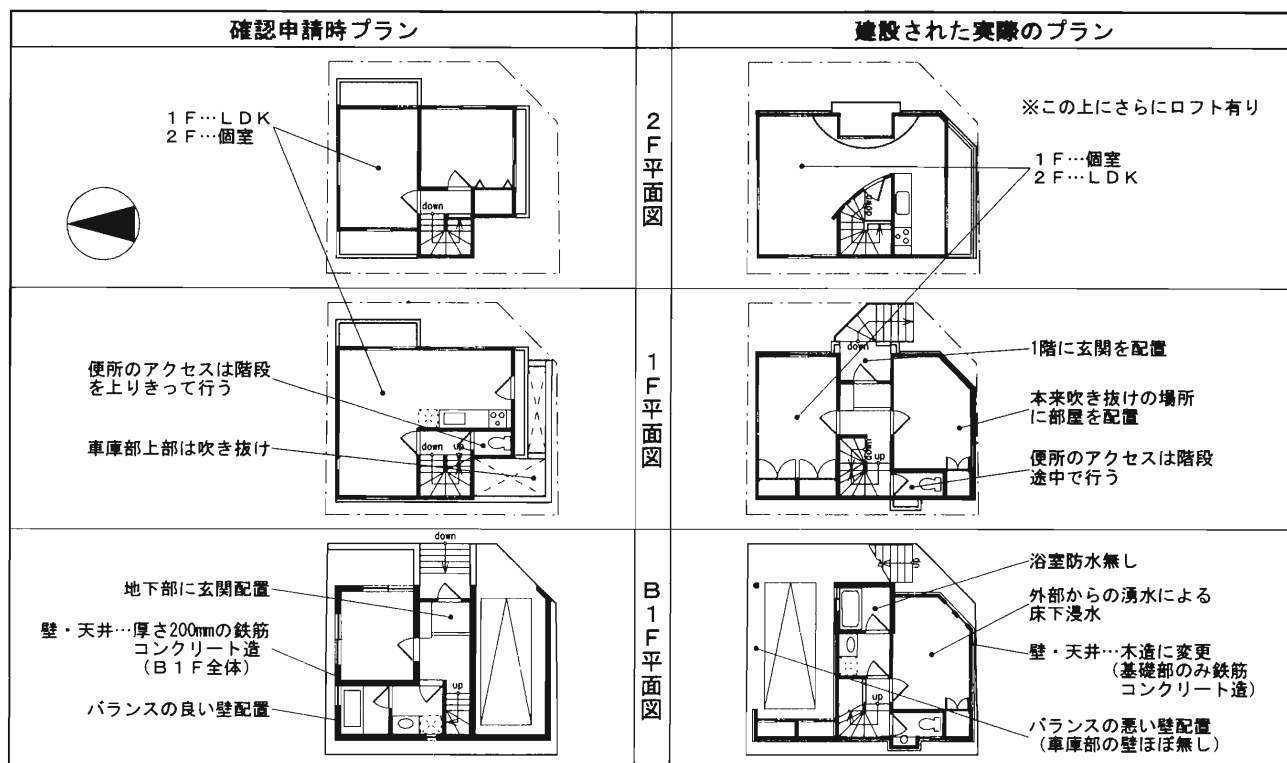 確認申請時プラン
建設された実際のプラン
1F…LDK
2F…個室
down
2F平面図
※この上にさらにロフト有り
1F…個室
2F…LDK
down
便所のアクセスは階段
を上りきって行う
車庫部上部は吹き抜け
down
up
1F平面図
down
1階に玄関を配置
本来吹き抜けの場所
に部屋を配置
便所のアクセスは階段
途中で行う
down
up
down
地下部に玄関配置
壁・天井…厚さ200mmの鉄筋
コンクリート造
(B1F全体)
バランスの良い壁配置
up
B1F平面図
up
浴室防水無し
外部からの湧水による
床下浸水
壁・天井…木造に変更
(基礎部のみ鉄筋
コンクリート造)
バランスの悪い壁配置
(車庫部の壁ほぼ無し)
up